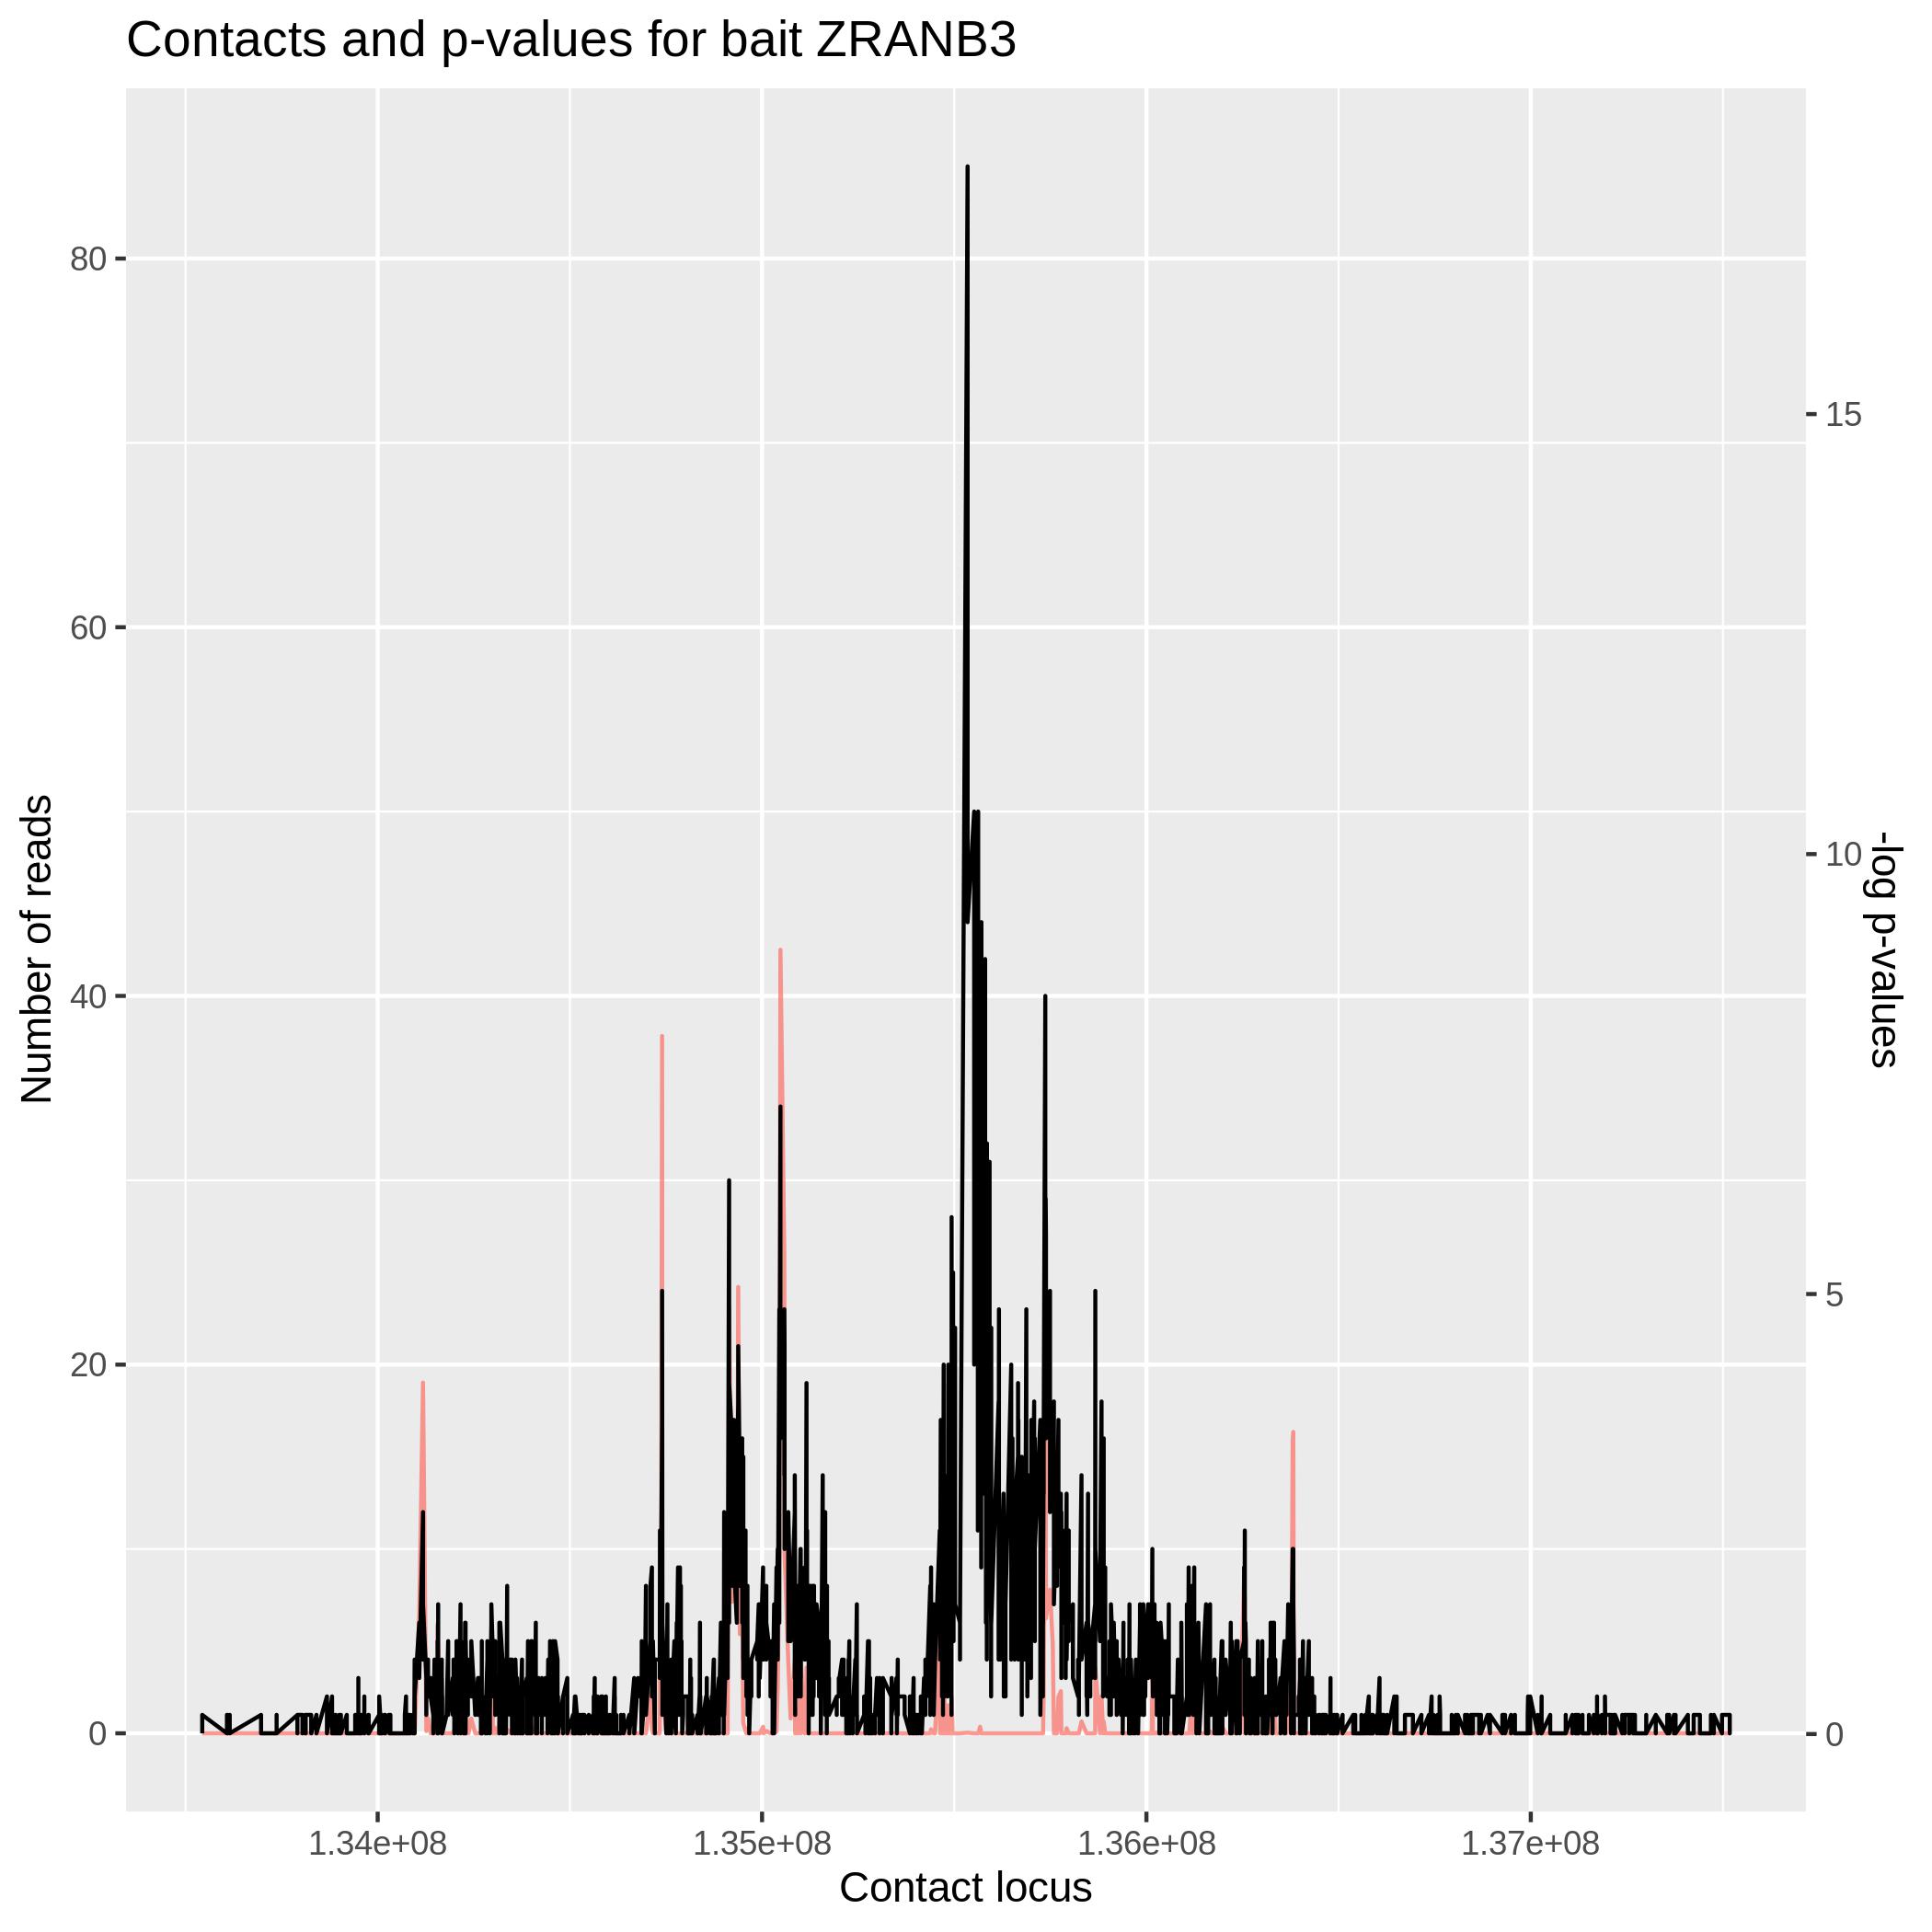 Contacts and p-values for bait ZRANB3
80
60
40
20
0
Number of reads
15
10
5
0
-log p-values
1.34e+08
1.35e+08
1.36e+08
1.37e+08
Contact locus